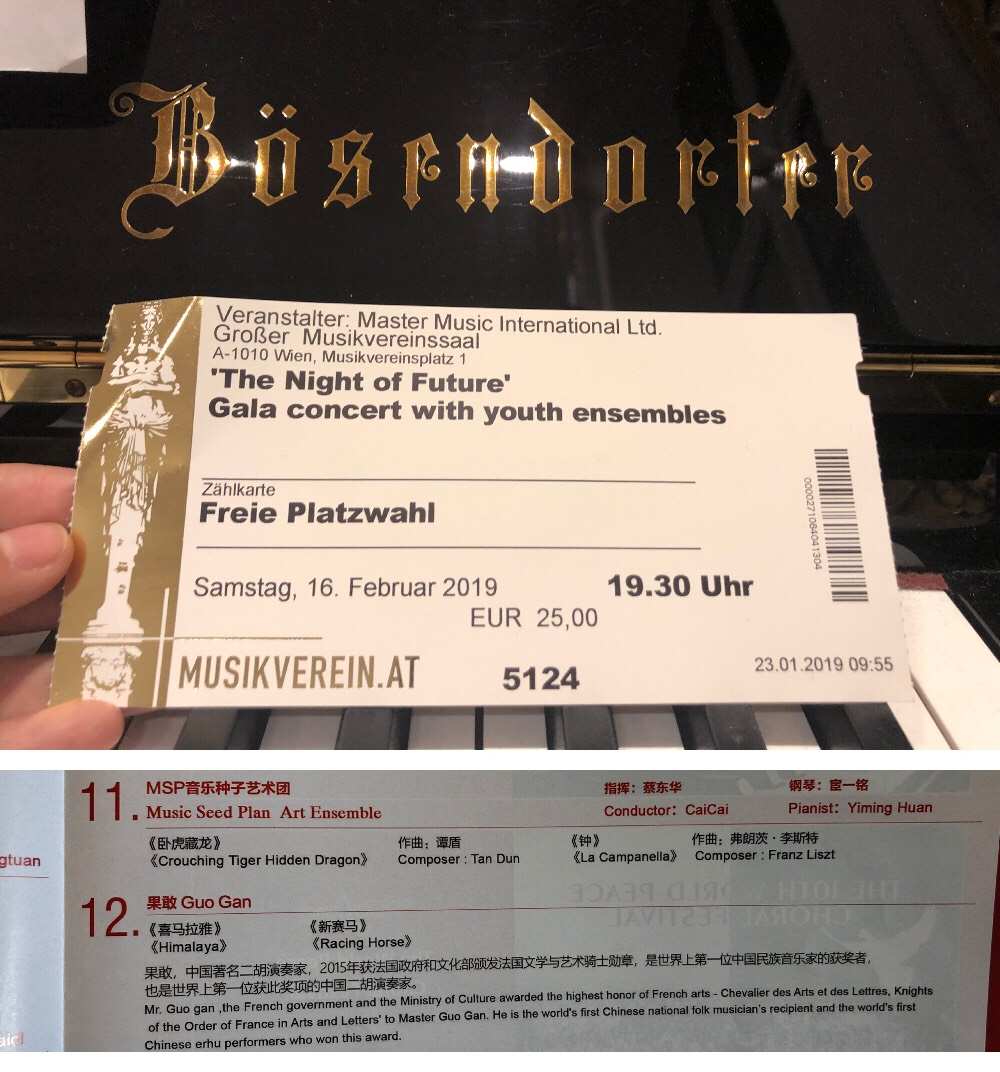 Bösendorfer
Veranstalter: Master Music International Ltd.
Großer Musikvereinssaal
A-1010 Wien, Musikvereinsplatz 1
'The Night of Future'
Gala concert with youth ensembles
Zählkarte
Freie Platzwahl
Samstag, 16. Februar 2019 19.30 Uhr
EUR 25,00
MUSIKVEREIN.AT 5124 23.01.2019 09:55
gtuan
11. MSP音乐种子艺术团 指挥：蔡东华 钢琴：宦一铭
Music Seed Plan Art Ensemble Conductor：CaiCai Pianist：Yiming Huan
《卧虎藏龙》 作曲：谭盾 《钟》 作曲：弗朗茨·李斯特
《Crouching Tiger Hidden Dragon》 Composer : Tan Dun 《La Campanella》 Composer : Franz Liszt
12. 果敢 Guo Gan
《喜马拉雅》 《新赛马》
《Himalaya》 《Racing Horse》
果敢，中国著名二胡演奏家，2015年获法国政府和文化部颁发法国文学与艺术骑士勋章，是世界上第一位中国民族音乐家的获奖者，
也是世界上第一位获此奖项的中国二胡演奏家。
Mr. Guo gan ,the French government and the Ministry of Culture awarded the highest honor of French arts - Chevalier des Arts et des Lettres, Knights
of the Order of France in Arts and Letters' to Master Guo Gan. He is the world's first Chinese national folk musician's recipient and the world's first
Chinese erhu performers who won this award.
THE 10TH WORLD PEACE
CHORAL FESTIVAL